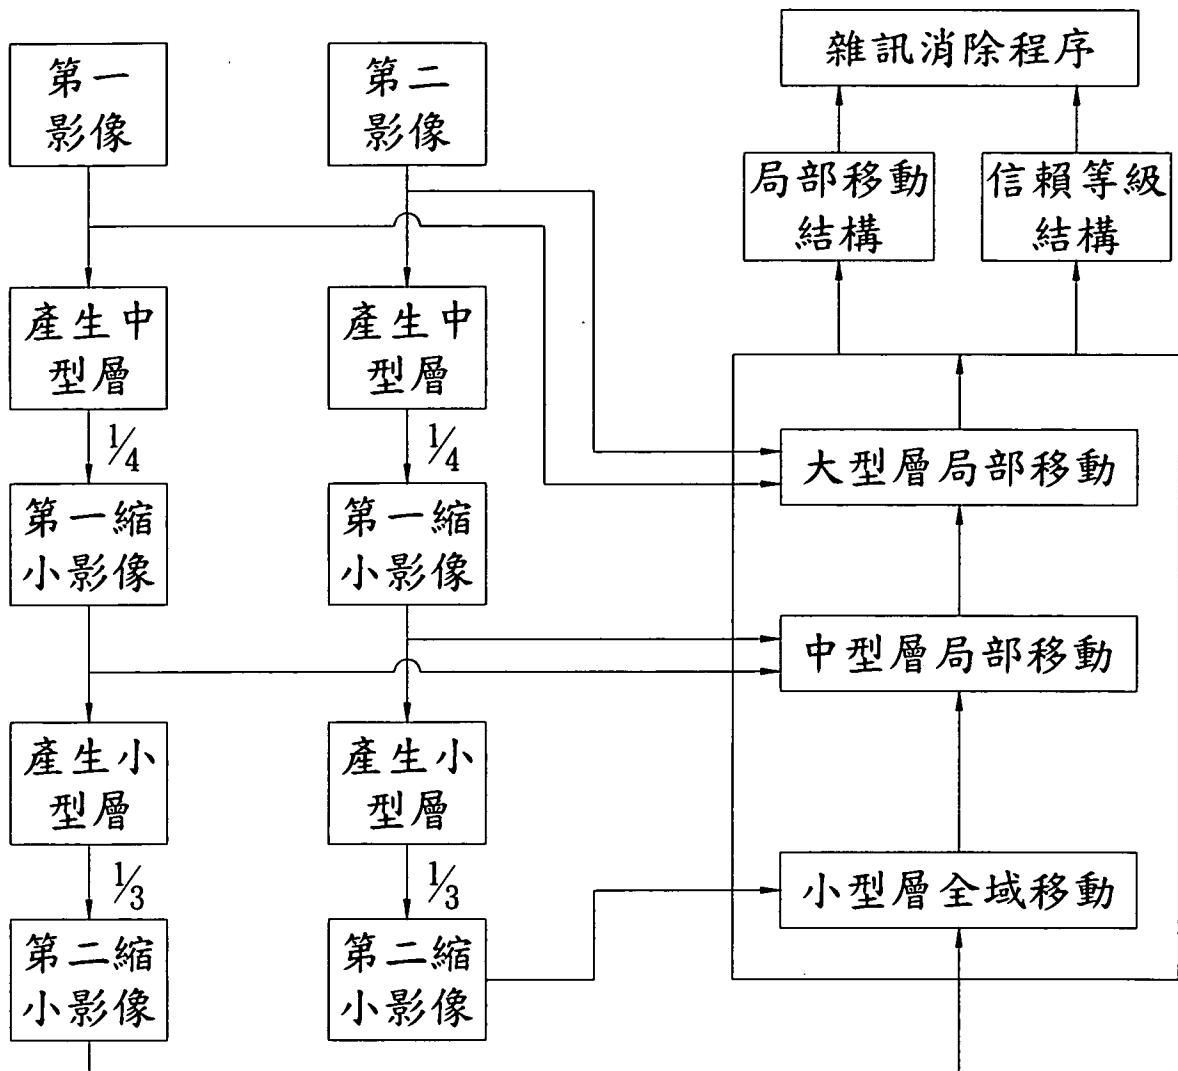 第一
影像
第二
影像
雜訊消除程序
局部移動
結構
信賴等級
結構
產生中
型層
產生中
型層
1/4
1/4
大型層局部移動
第一縮
小影像
第一縮
小影像
中型層局部移動
產生小
型層
產生小
型層
1/3
1/3
小型層全域移動
第二縮
小影像
第二縮
小影像